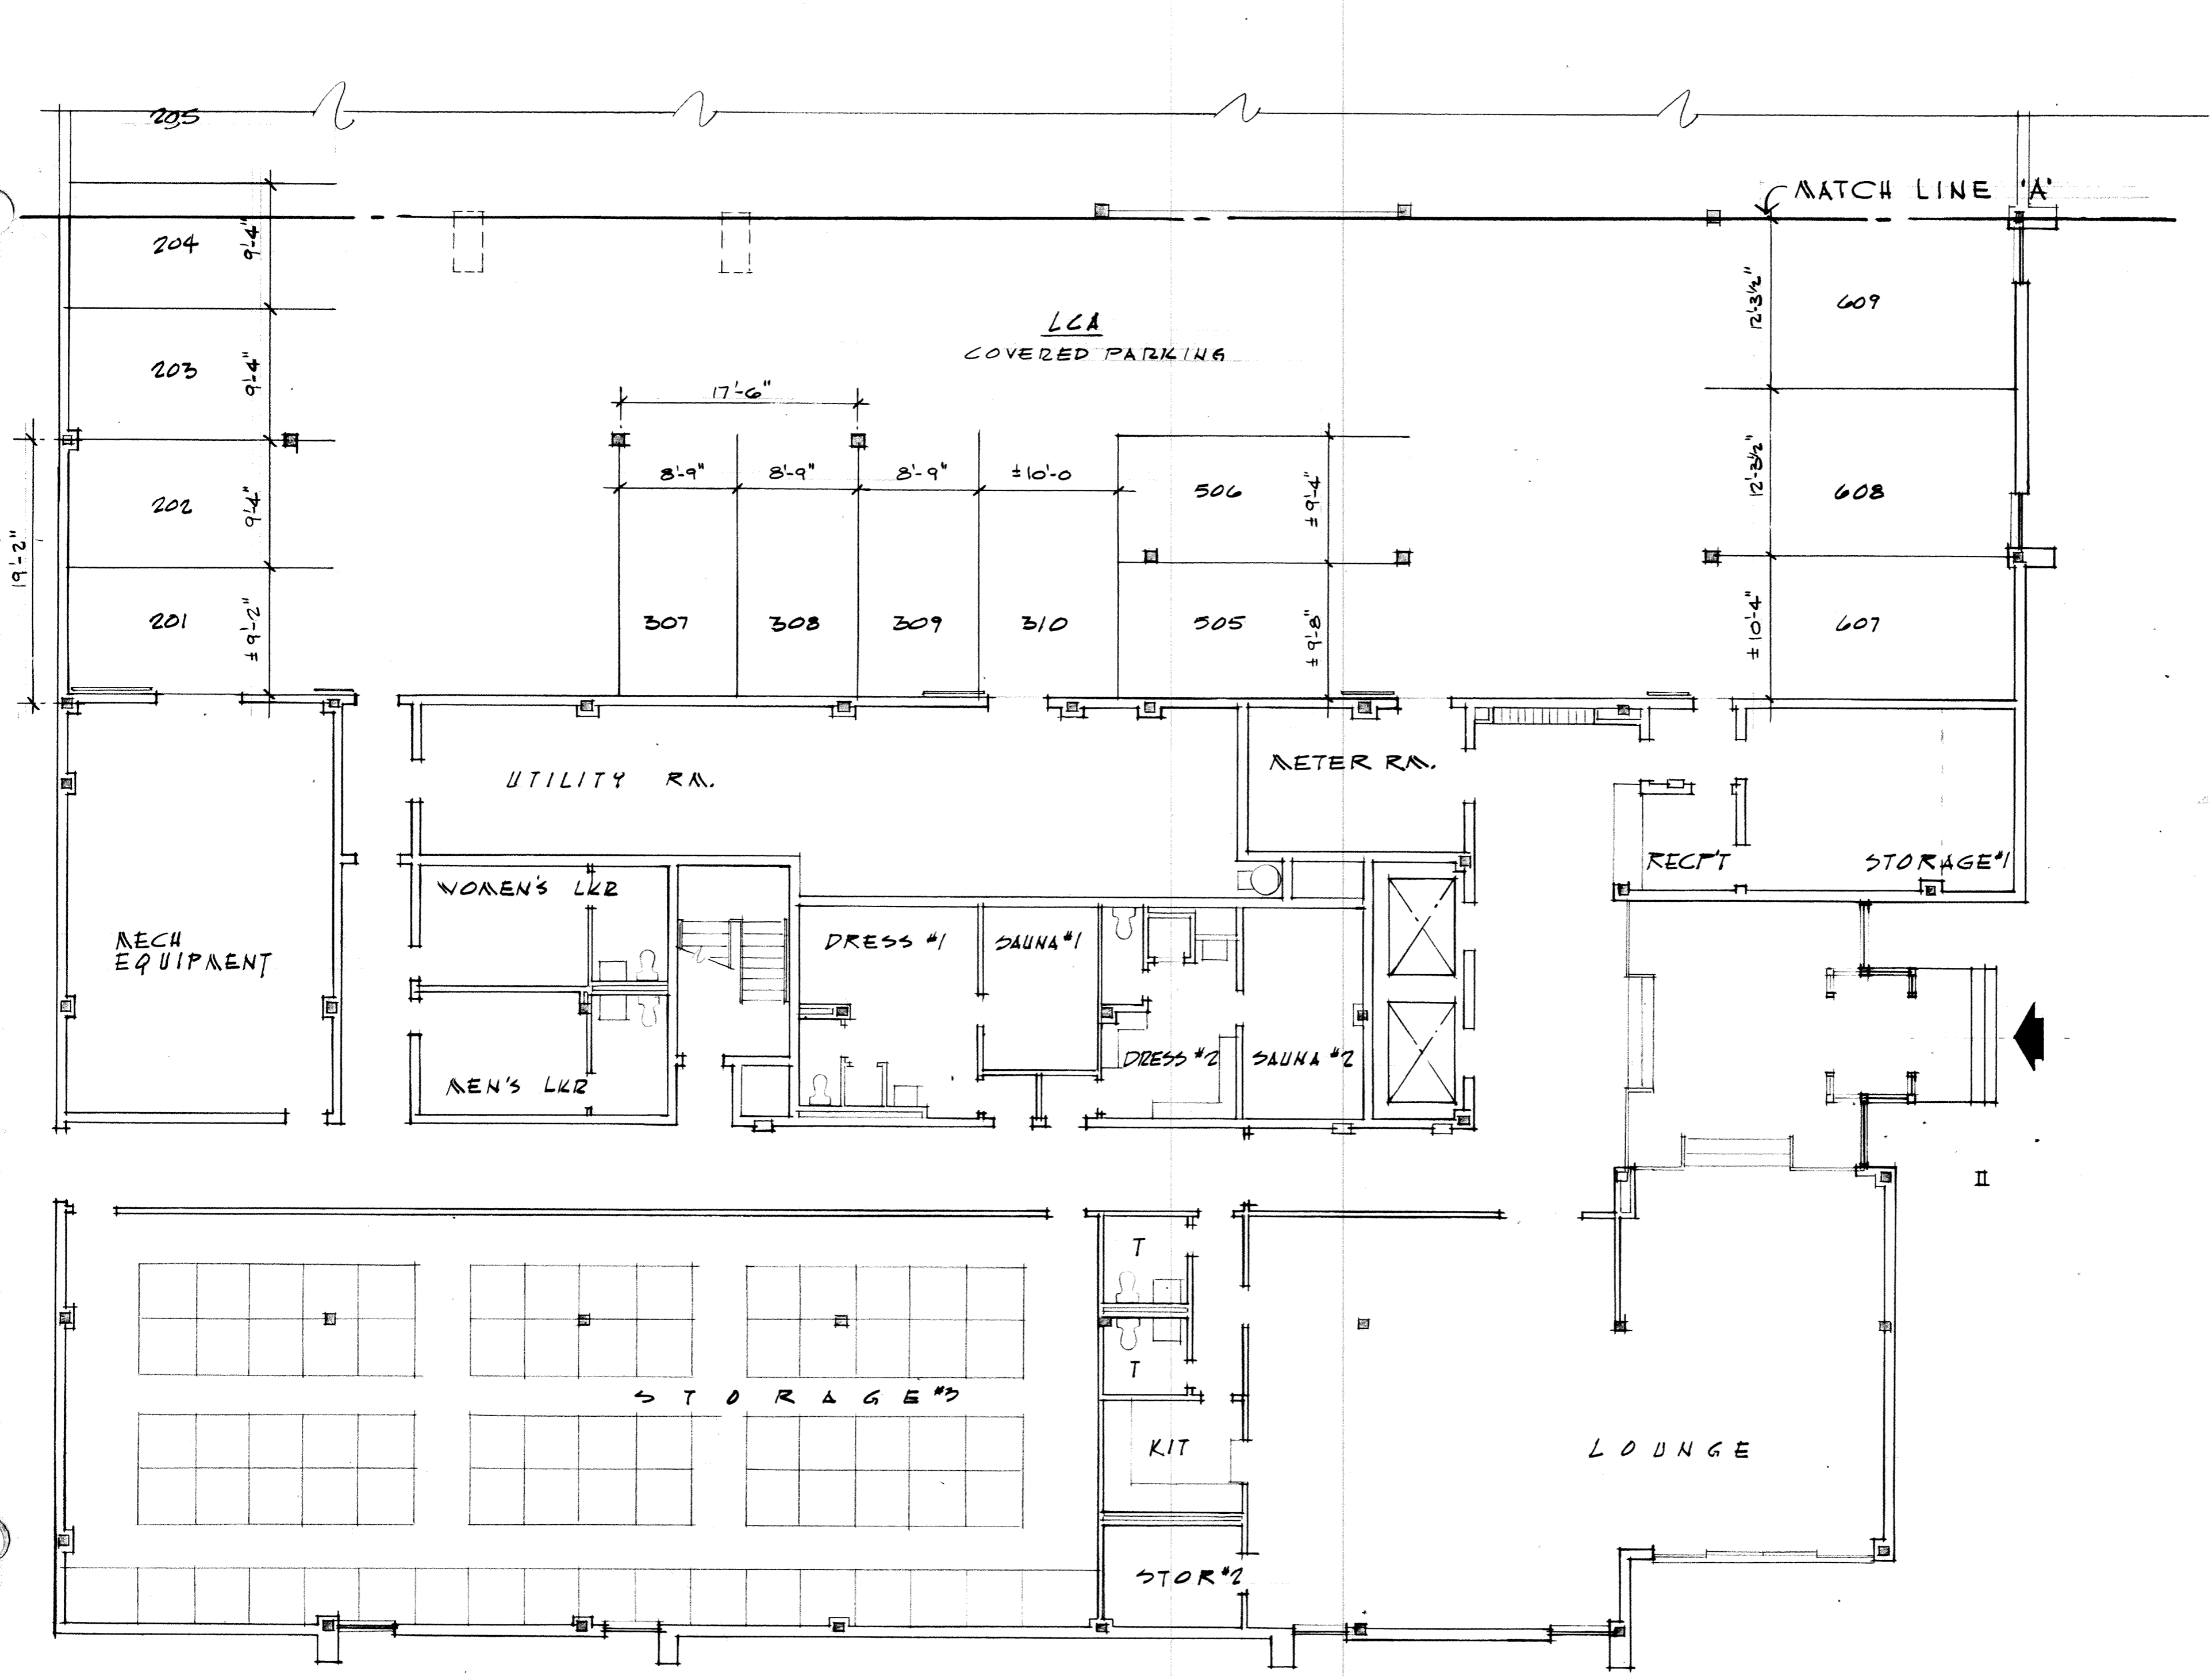 205
MATCH LINE 'A'
204
9'-4"
12'-3½"
609
LCA
COVERED PARKING
203
9'-4"
17'-6"
8'-9"
8'-9"
8'-9"
±10'-0
506
±9'-4"
12'-3½"
608
202
9'-4"
19'-2"
201
±9'-2"
307
308
309
310
505
±9'-8"
±10'-4"
607
UTILITY RM.
METER RM.
RECP'T
STORAGE #1
WOMEN'S LKR
MECH
EQUIPMENT
DRESS #1
SAUNA #1
MEN'S LKR
DRESS #2
SAUNA #2
T
T
STORAGE #3
KIT
LOUNGE
STOR #2